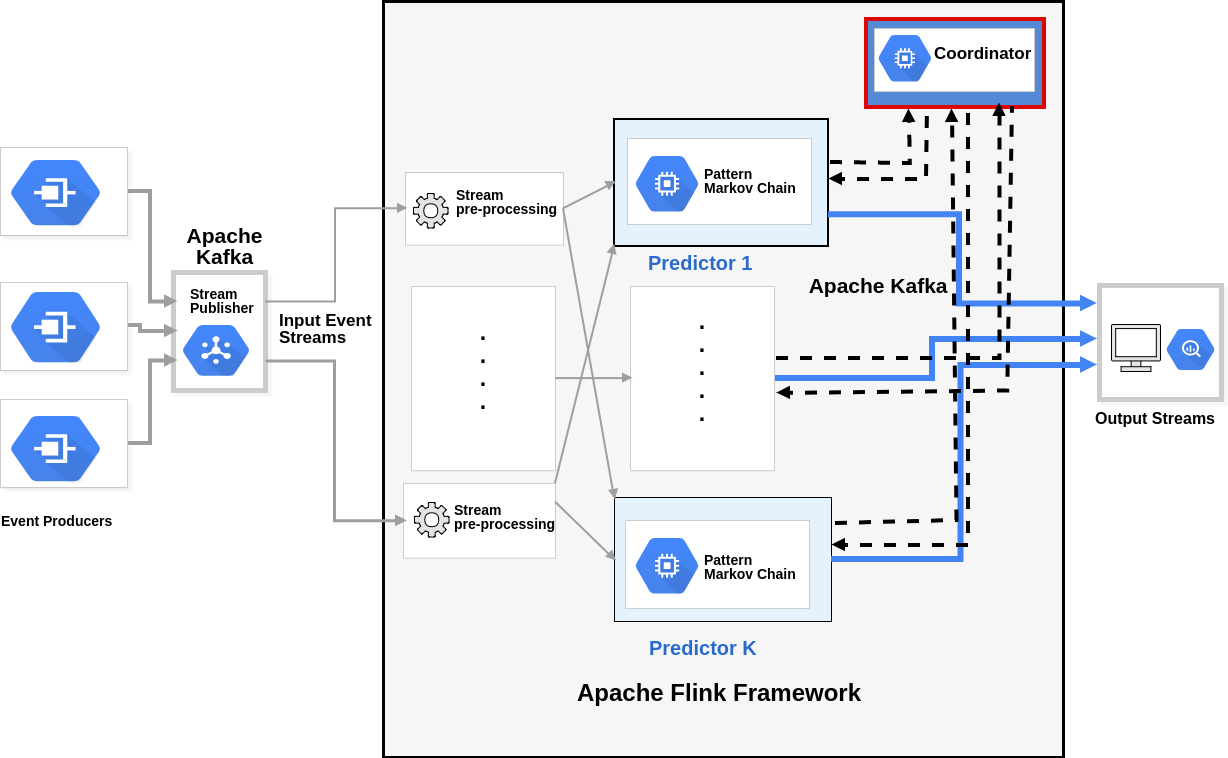 Coordinator
Pattern
Markov Chain
Stream
pre-processing
Apache
Kafka
Predictor 1
Stream
Publisher
Apache Kafka
Input Event
Streams
.
.
.
.
.
.
.
.
.
Output Streams
Stream
pre-processing
Event Producers
Pattern
Markov Chain
Predictor K
Apache Flink Framework